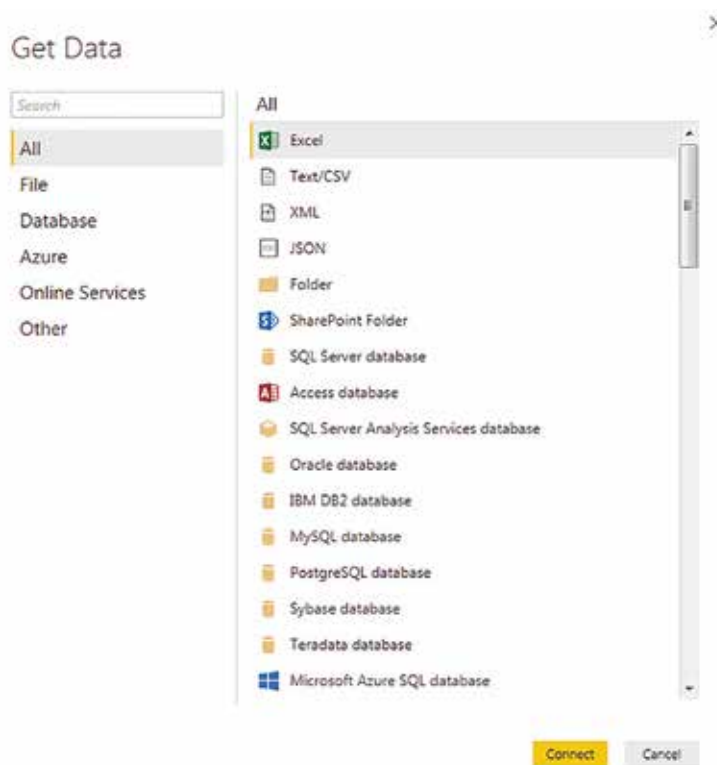 Get Data
Search
All
File
Database
Azure
Online Services
Other
All
Excel
Text/CSV
XML
JSON
Folder
SharePoint Folder
SQL Server database
Access database
SQL Server Analysis Services database
Oracle database
IBM DB2 database
MySQL database
PostgreSQL database
Sybase database
Teradata database
Microsoft Azure SQL database
Connect Cancel